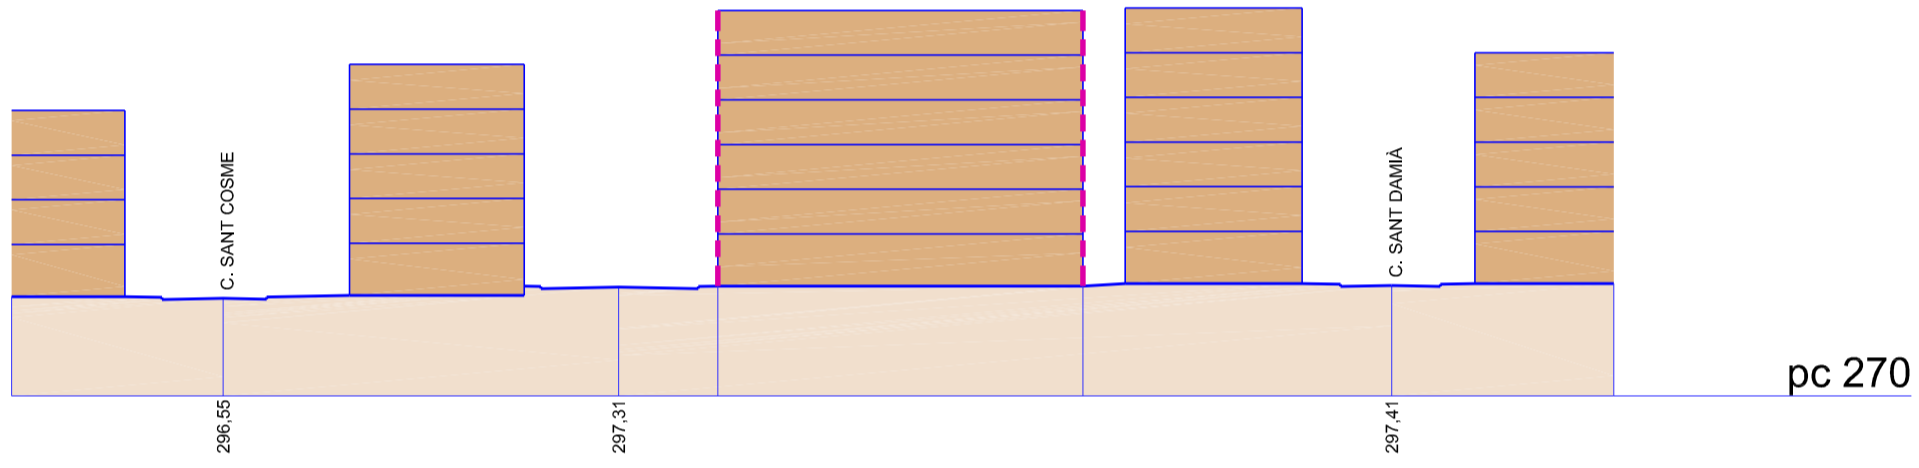 C. SANT COSME
C. SANT DAMIÀ
pc 270
296,55
297,31
297,41